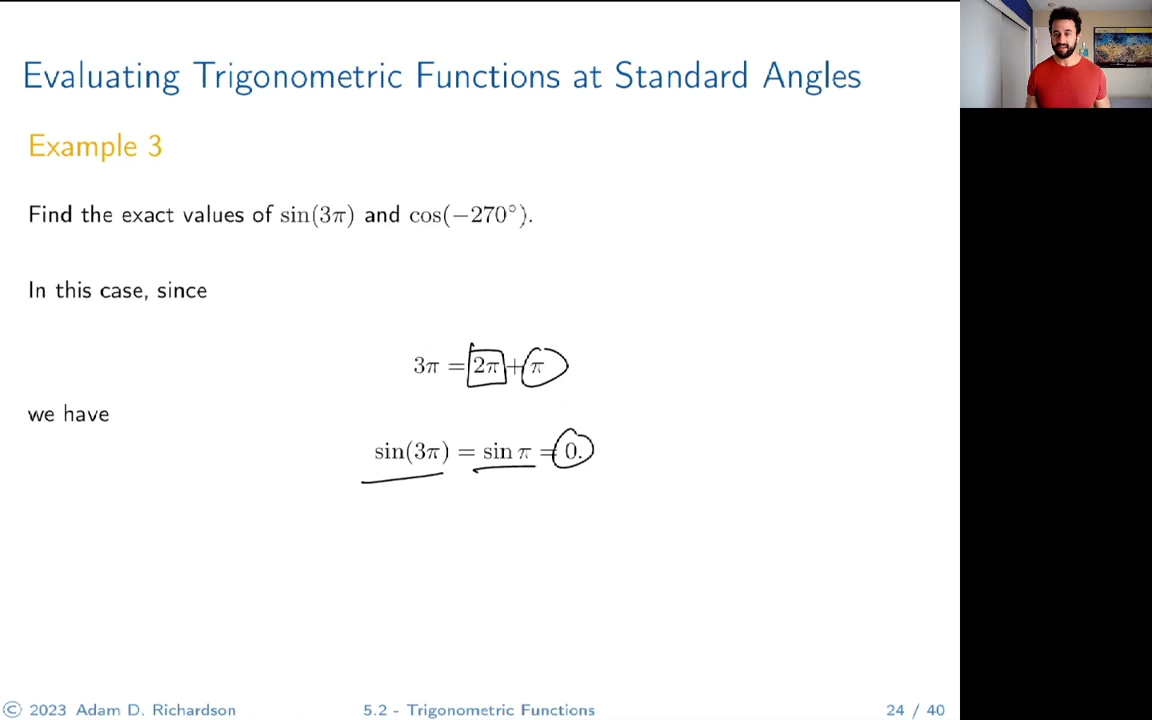 Evaluating Trigonometric Functions at Standard Angles
Example 3
Find the exact values of sin(3π) and cos(−270°).
In this case, since
3π = 2π + π
we have
sin(3π) = sin π = 0.
© 2023 Adam D. Richardson
5.2 - Trigonometric Functions
24 / 40